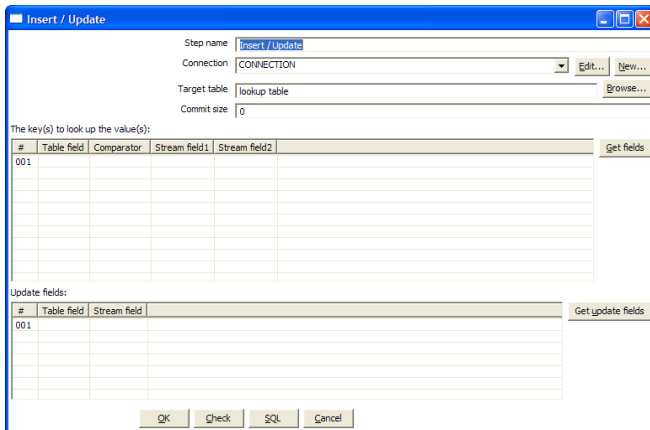 Insert / Update
Step name Insert / Update
Connection CONNECTION Edit... New...
Target table lookup table Browse...
Commit size 0
The key(s) to look up the value(s):
# Table field Comparator Stream field1 Stream field2 Get fields
001
Update fields:
# Table field Stream field Get update fields
001
OK Check SQL Cancel